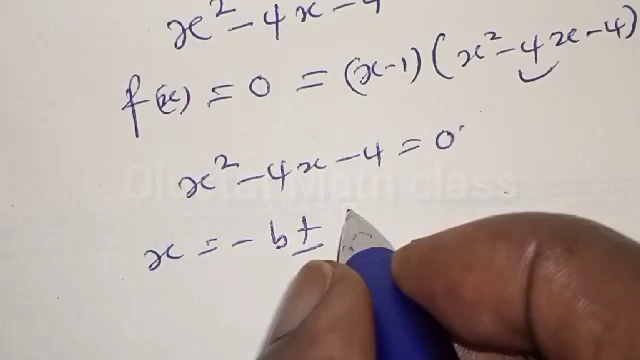 x² - 4x - 4
f(x) = 0 = (x-1)(x² - 4x - 4)
x² - 4x - 4 = 0
x = - b ±